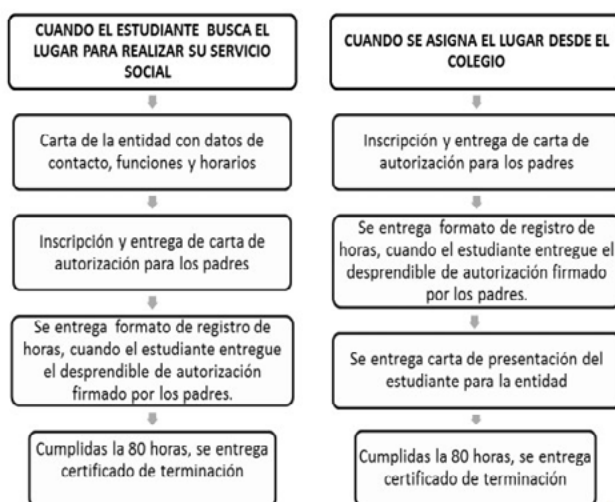 CUANDO EL ESTUDIANTE BUSCA EL
LUGAR PARA REALIZAR SU SERVICIO
SOCIAL
Carta de la entidad con datos de
contacto, funciones y horarios
Inscripción y entrega de carta de
autorización para los padres
Se entrega formato de registro de
horas, cuando el estudiante entregue
el desprendible de autorización
firmado por los padres.
Cumplidas la 80 horas, se entrega
certificado de terminación
CUANDO SE ASIGNA EL LUGAR DESDE EL
COLEGIO
Inscripción y entrega de carta de
autorización para los padres
Se entrega formato de registro de
horas, cuando el estudiante entregue el
desprendible de autorización firmado
por los padres.
Se entrega carta de presentación del
estudiante para la entidad
Cumplidas la 80 horas, se entrega
certificado de terminación